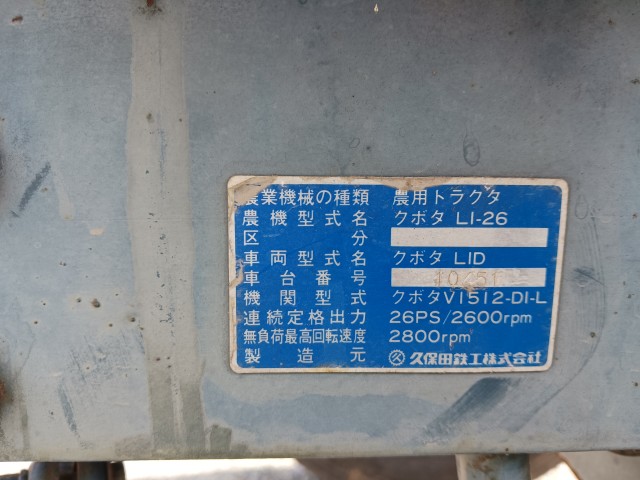 農業機械の種類 農用トラクタ
農機型式名 クボタ L1-26
区分
車両型式名 クボタ L1D
車台番号
機関型式 クボタV1512-DI-L
連続定格出力 26PS/2600rpm
無負荷最高回転速度 2800rpm
製造元 久保田鉄工株式会社